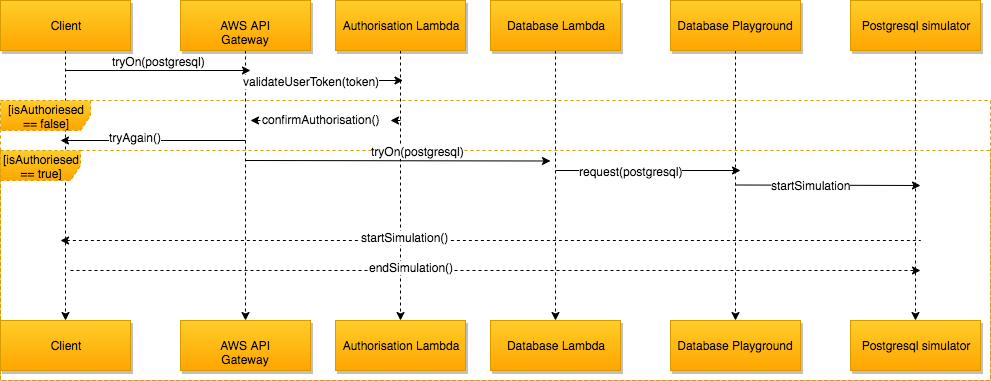 Client
AWS API
Gateway
Authorisation Lambda
Database Lambda
Database Playground
Postgresql simulator
tryOn(postgresql)
validateUserToken(token)
[isAuthoriesed
== false]
confirmAuthorisation()
tryAgain()
[isAuthoriesed
== true]
tryOn(postgresql)
request(postgresql)
startSimulation
startSimulation()
endSimulation()
Client
AWS API
Gateway
Authorisation Lambda
Database Lambda
Database Playground
Postgresql simulator